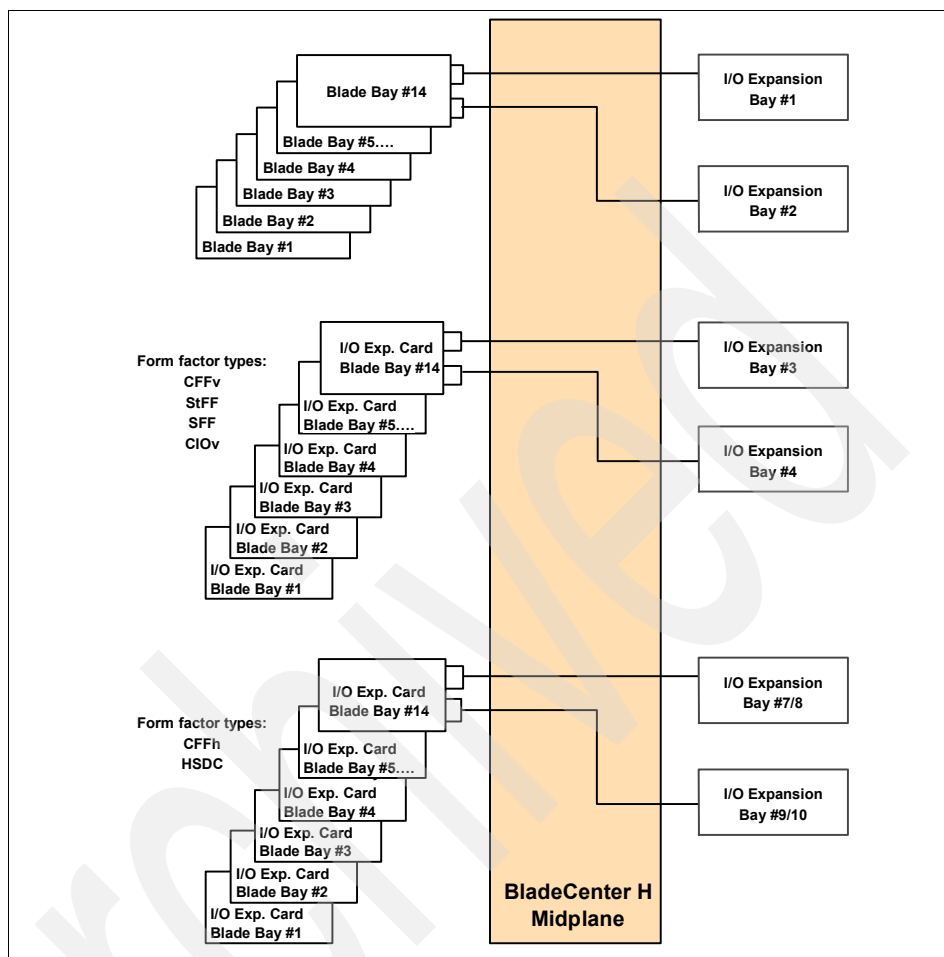 Blade Bay #14
Blade Bay #5….
Blade Bay #4
Blade Bay #3
Blade Bay #2
Blade Bay #1
I/O Expansion
Bay #1
I/O Expansion
Bay #2
Form factor types:
CFFv
StFF
SFF
CIOv
I/O Exp. Card
Blade Bay #14
I/O Exp. Card
Blade Bay #5….
I/O Exp. Card
Blade Bay #4
I/O Exp. Card
Blade Bay #3
I/O Exp. Card
Blade Bay #2
I/O Exp. Card
Blade Bay #1
I/O Expansion
Bay #3
I/O Expansion
Bay #4
Form factor types:
CFFh
HSDC
I/O Exp. Card
Blade Bay #14
I/O Exp. Card
Blade Bay #5….
I/O Exp. Card
Blade Bay #4
I/O Exp. Card
Blade Bay #3
I/O Exp. Card
Blade Bay #2
I/O Exp. Card
Blade Bay #1
I/O Expansion
Bay #7/8
I/O Expansion
Bay #9/10
BladeCenter H
Midplane
rchived